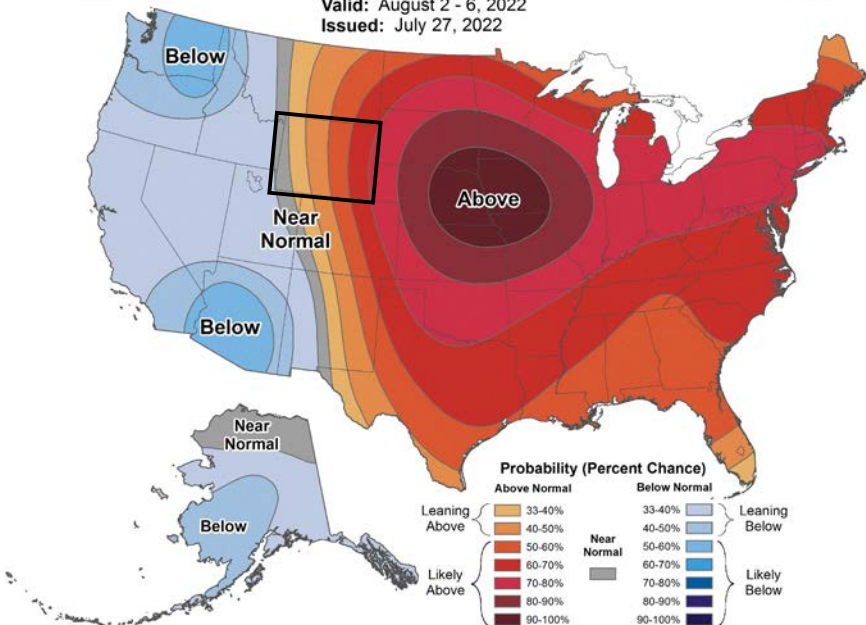 Valid: August 2 - 6, 2022
Issued: July 27, 2022
Below
Above
Near
Normal
Below
Near
Normal
Below
Probability (Percent Chance)
Above Normal
Below Normal
Leaning
Above
33-40%
40-50%
Likely
Above
50-60%
60-70%
70-80%
80-90%
90-100%
Near
Normal
33-40%
40-50%
Leaning
Below
50-60%
60-70%
70-80%
80-90%
90-100%
Likely
Below